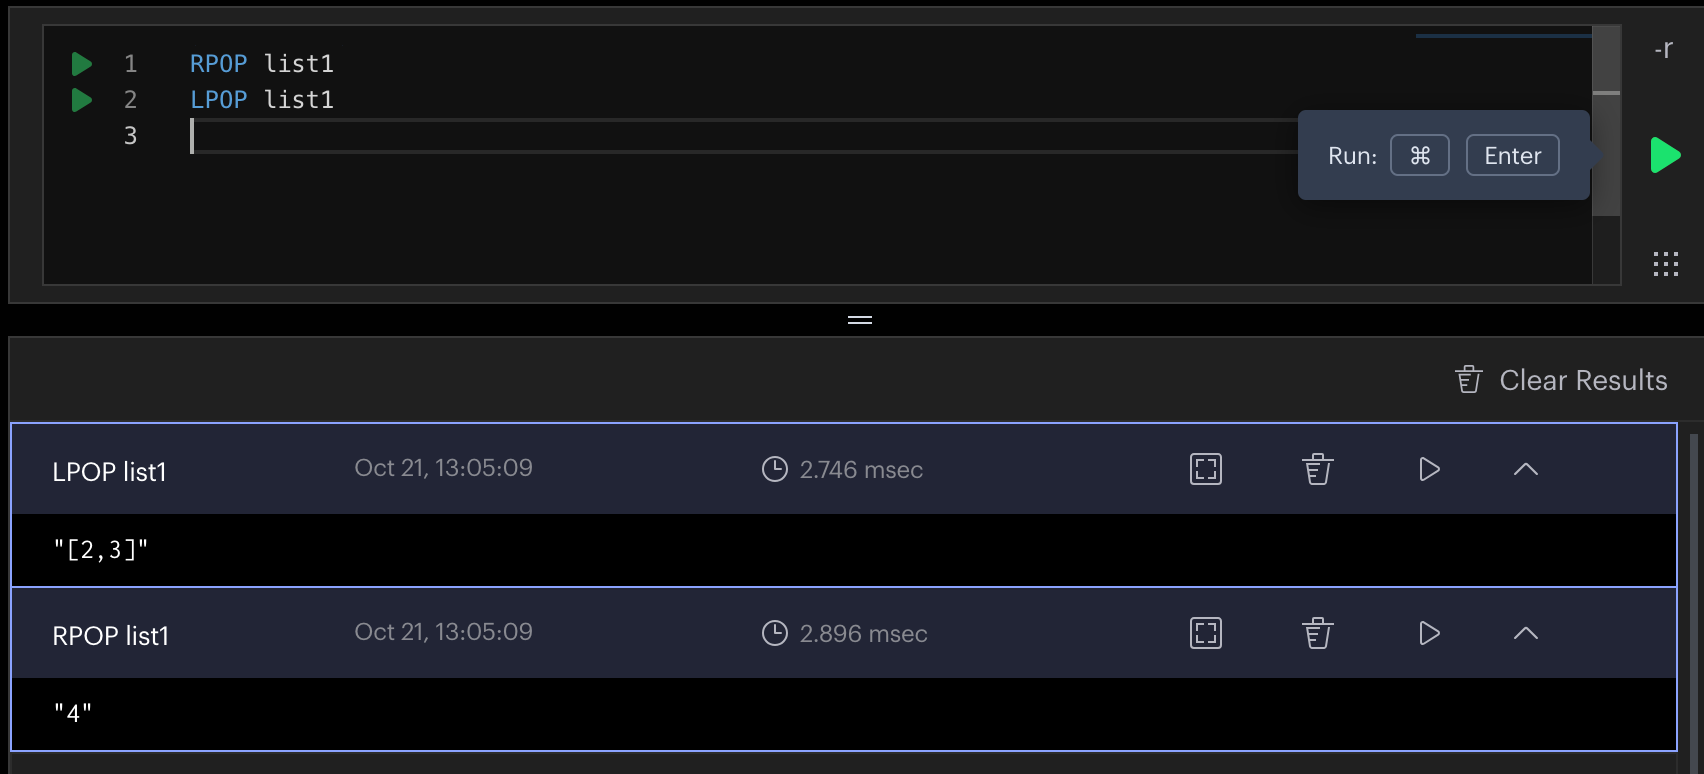 1 RPOP list1
2 LPOP list1
3
-r
Run: ⌘ Enter
Clear Results
LPOP list1 Oct 21, 13:05:09 2.746 msec
"[2,3]"
RPOP list1 Oct 21, 13:05:09 2.896 msec
"4"